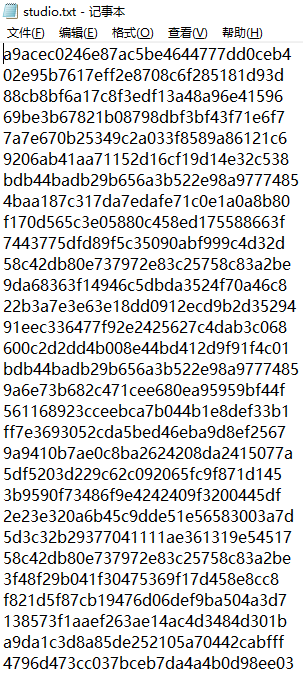 studio.txt - 记事本
文件(F) 编辑(E) 格式(O) 查看(V) 帮助(H)
a9acec0246e87ac5be4644777dd0ceb4
02e95b7617eff2e8708c6f285181d93d
88cb8bf6a17c8f3edf13a48a96e41596
69be3b67821b08798dbf3bf43f71e6f7
7a7e670b25349c2a033f8589a86121c6
9206ab41aa71152d16cf19d14e32c538
bdb44badb29b656a3b522e98a9777485
4baa187c317da7edafe71c0e1a0a8b80
f170d565c3e05880c458ed175588663f
7443775dfd89f5c35090abf999c4d32d
58c42db80e737972e83c25758c83a2be
9da68363f14946c5dbda3524f70a46c8
22b3a7e3e63e18dd0912ecd9b2d35294
91eec336477f92e2425627c4dab3c068
600c2d2dd4b008e44bd412d9f91f4c01
bdb44badb29b656a3b522e98a9777485
9a6e73b682c471cee680ea95959bf44f
561168923cceebca7b044b1e8def33b1
ff7e3693052cda5bed46eba9d8ef2567
9a9410b7ae0c8ba2624208da2415077a
5df5203d229c62c092065fc9f871d145
3b9590f73486f9e4242409f3200445df
2e23e320a6b45c9dde51e56583003a7d
5d3c32b29377041111ae361319e54517
58c42db80e737972e83c25758c83a2be
3f48f29b041f30475369f17d458e8cc8
f821d5f87cb19476d06def9ba504a3d7
138573f1aaef263ae14ac4d3484d301b
a9da1c3d8a85de252105a70442cabfff
4796d473cc037bceb7da4a4b0d98ee03